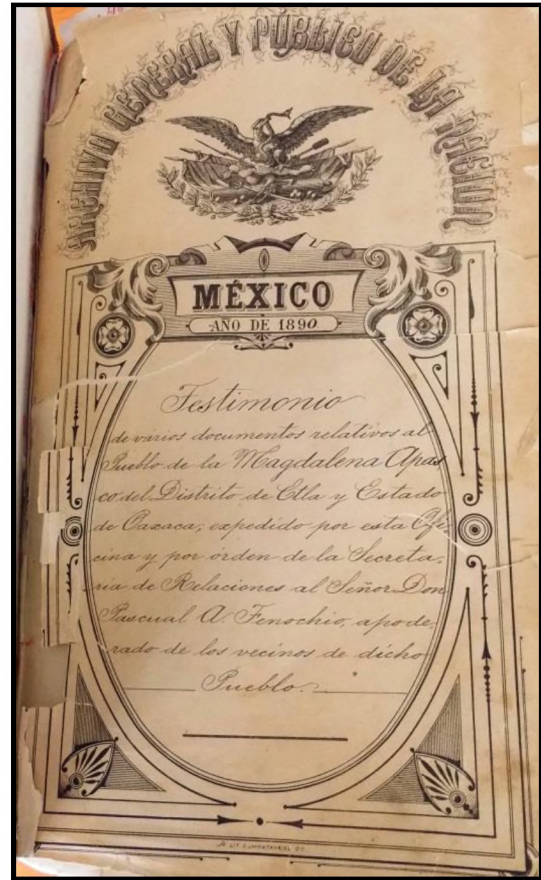 ARCHIVO GENERAL Y PÚBLICO DE LA NACION
MÉXICO
AÑO DE 1890
Testimonio
de varios documentos relativos al
Pueblo de la Magdalena Apas
co del Distrito de Etla y Estado
de Oaxaca, expedido por esta Ofi
cina y por órden de la Secreta,
ria de Relaciones al Señor Don
Pascual A. Fenochio, apode,
rado de los vecinos de dicho
Pueblo.